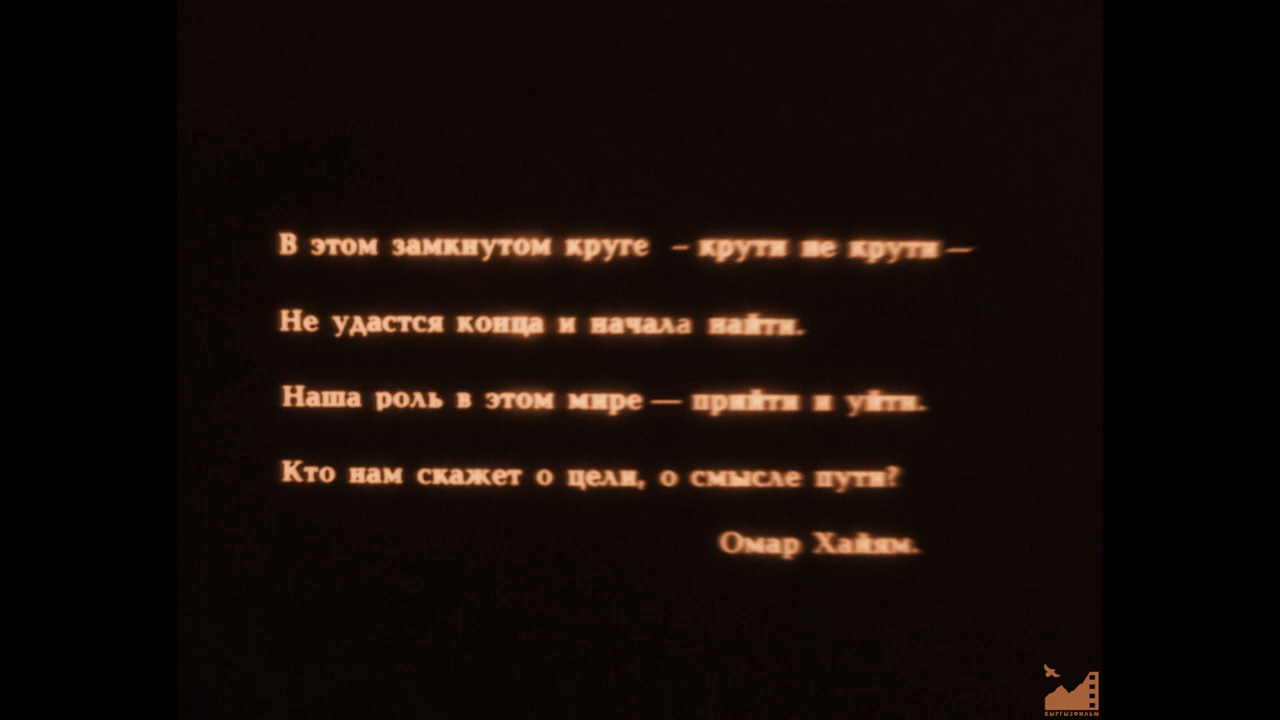 В этом замкнутом круге – крути не крути —
Не удастся конца и начала найти.
Наша роль в этом мире — прийти и уйти.
Кто нам скажет о цели, о смысле пути?
Омар Хайям.
КЫРГЫЗФИЛЬМ